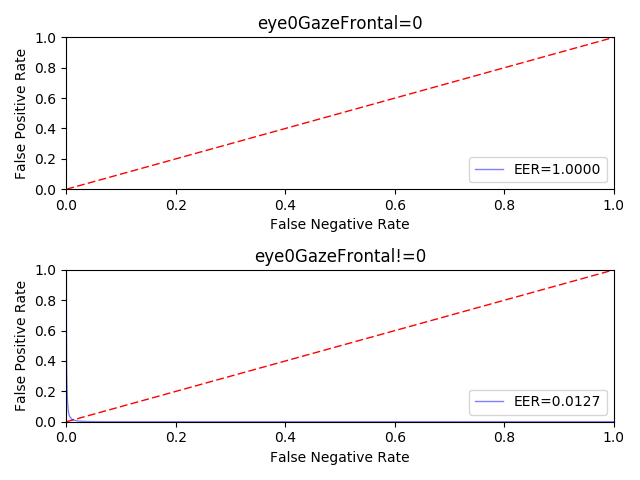 eye0GazeFrontal=0
1.0
0.8
0.6
0.4
0.2
0.0
False Positive Rate
EER=1.0000
0.0 0.2 0.4 0.6 0.8 1.0
False Negative Rate
eye0GazeFrontal!=0
1.0
0.8
0.6
0.4
0.2
0.0
False Positive Rate
EER=0.0127
0.0 0.2 0.4 0.6 0.8 1.0
False Negative Rate